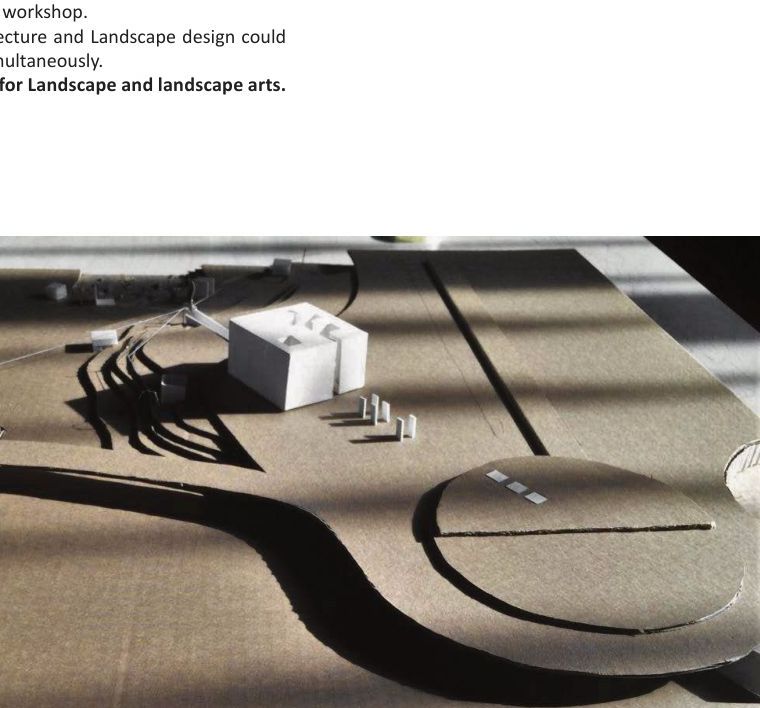 workshop.
ecture and Landscape design could
nultaneously.
for Landscape and landscape arts.